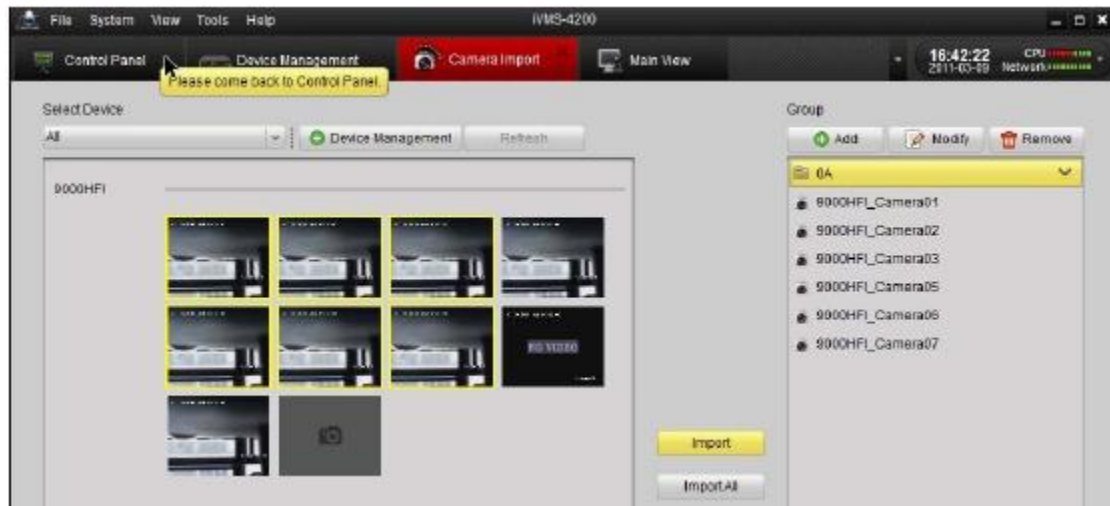 File System View Tools Help iVMS-4200
Control Panel Device Management Camera Import Main View 16:42:22 CPU
2011-03-09 Network
Please come back to Control Panel.
Select Device Group
All Device Management Refresh Add Modify Remove
0A
9000HFI
9000HFI_Camera01
9000HFI_Camera02
9000HFI_Camera03
9000HFI_Camera05
9000HFI_Camera06
9000HFI_Camera07
NO VIDEO
Import
Import All